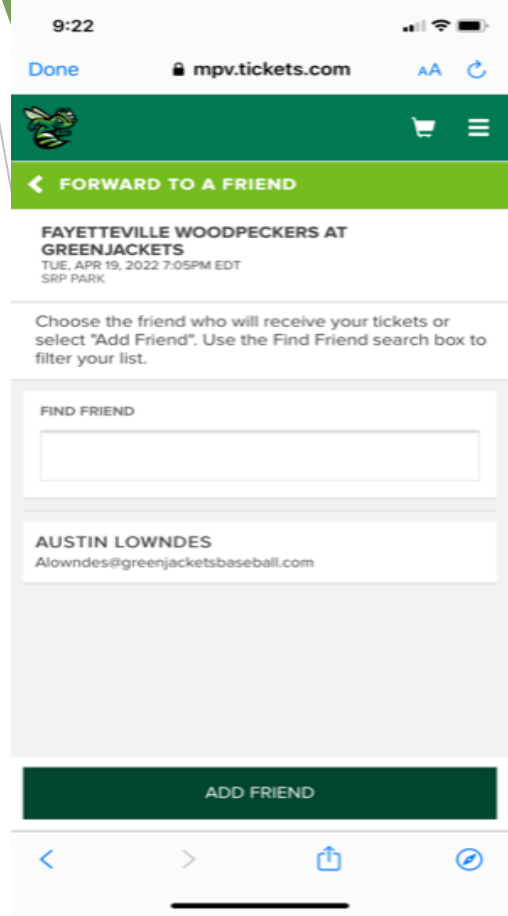 9:22
Done
mpv.tickets.com
AA
FORWARD TO A FRIEND
FAYETTEVILLE WOODPECKERS AT
GREENJACKETS
TUE, APR 19, 2022 7:05PM EDT
SRP PARK
Choose the friend who will receive your tickets or
select "Add Friend". Use the Find Friend search box to
filter your list.
FIND FRIEND
AUSTIN LOWNDES
Alowndes@greenjacketsbaseball.com
ADD FRIEND